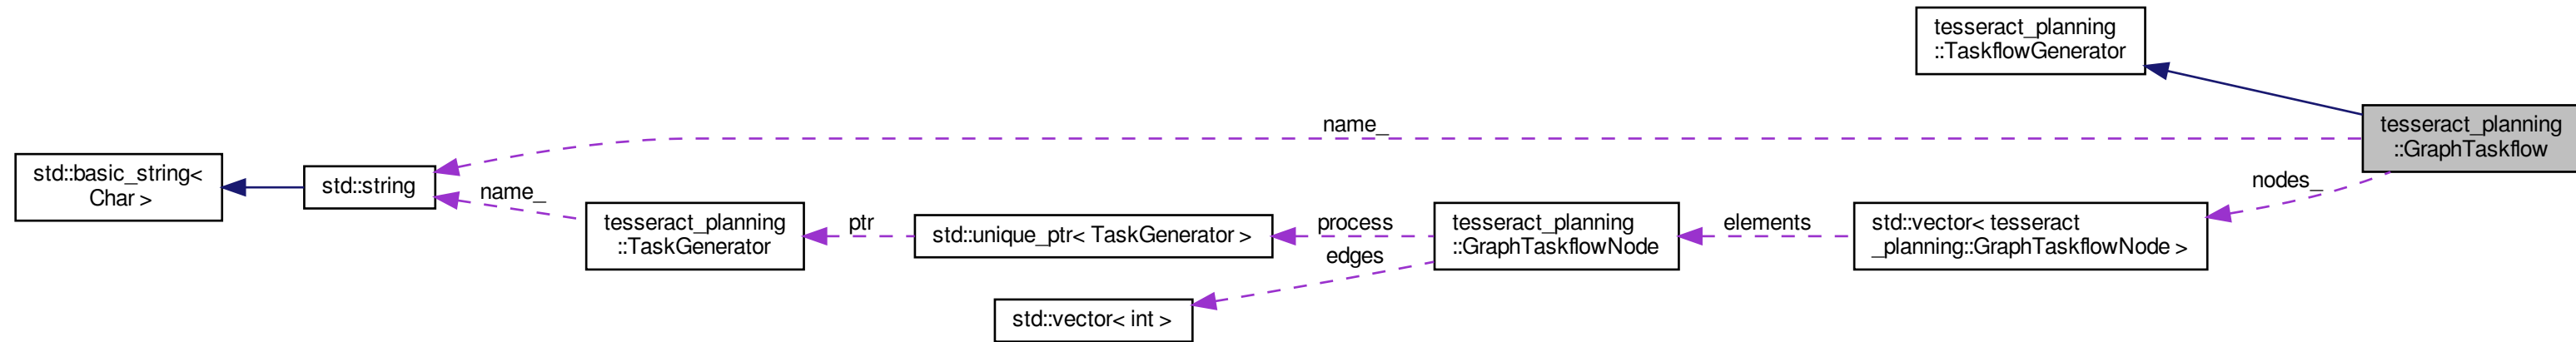 tesseract_planning
::TaskflowGenerator
name_
tesseract_planning
::GraphTaskflow
std::basic_string<
Char >
std::string
name_
nodes_
tesseract_planning
::TaskGenerator
ptr
std::unique_ptr< TaskGenerator >
process
edges
tesseract_planning
::GraphTaskflowNode
elements
std::vector< tesseract
_planning::GraphTaskflowNode >
std::vector< int >